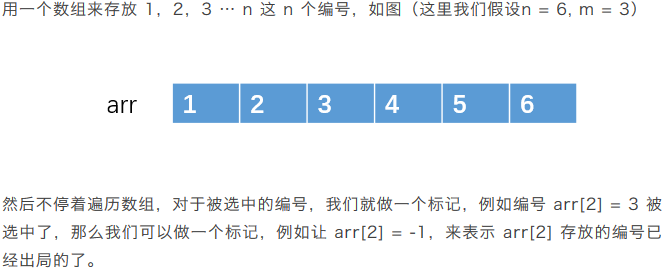 用一个数组来存放 1，2，3 … n 这 n 个编号，如图（这里我们假设n = 6, m = 3）
arr 1 2 3 4 5 6
然后不停着遍历数组，对于被选中的编号，我们就做一个标记，例如编号 arr[2] = 3 被
选中了，那么我们可以做一个标记，例如让 arr[2] = -1，来表示 arr[2] 存放的编号已
经出局的了。